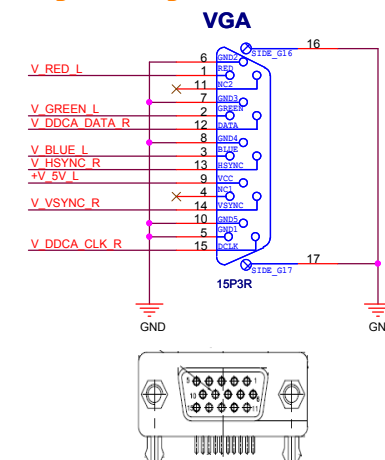 VGA
16
SIDE_G16
6 GND2
V_RED_L 1 RED
11 NC2
7 GND3
V_GREEN_L 2 GREEN
V_DDCA_DATA_R 12 DATA
8 GND4
V_BLUE_L 3 BLUE
V_HSYNC_R 13 HSYNC
+V_5V_L 9 VCC
4 NC1
V_VSYNC_R 14 VSYNC
10 GND5
5 GND1
V_DDCA_CLK_R 15 DCLK
17
SIDE_G17
15P3R
GND
GN
5 1
10 6
15 11